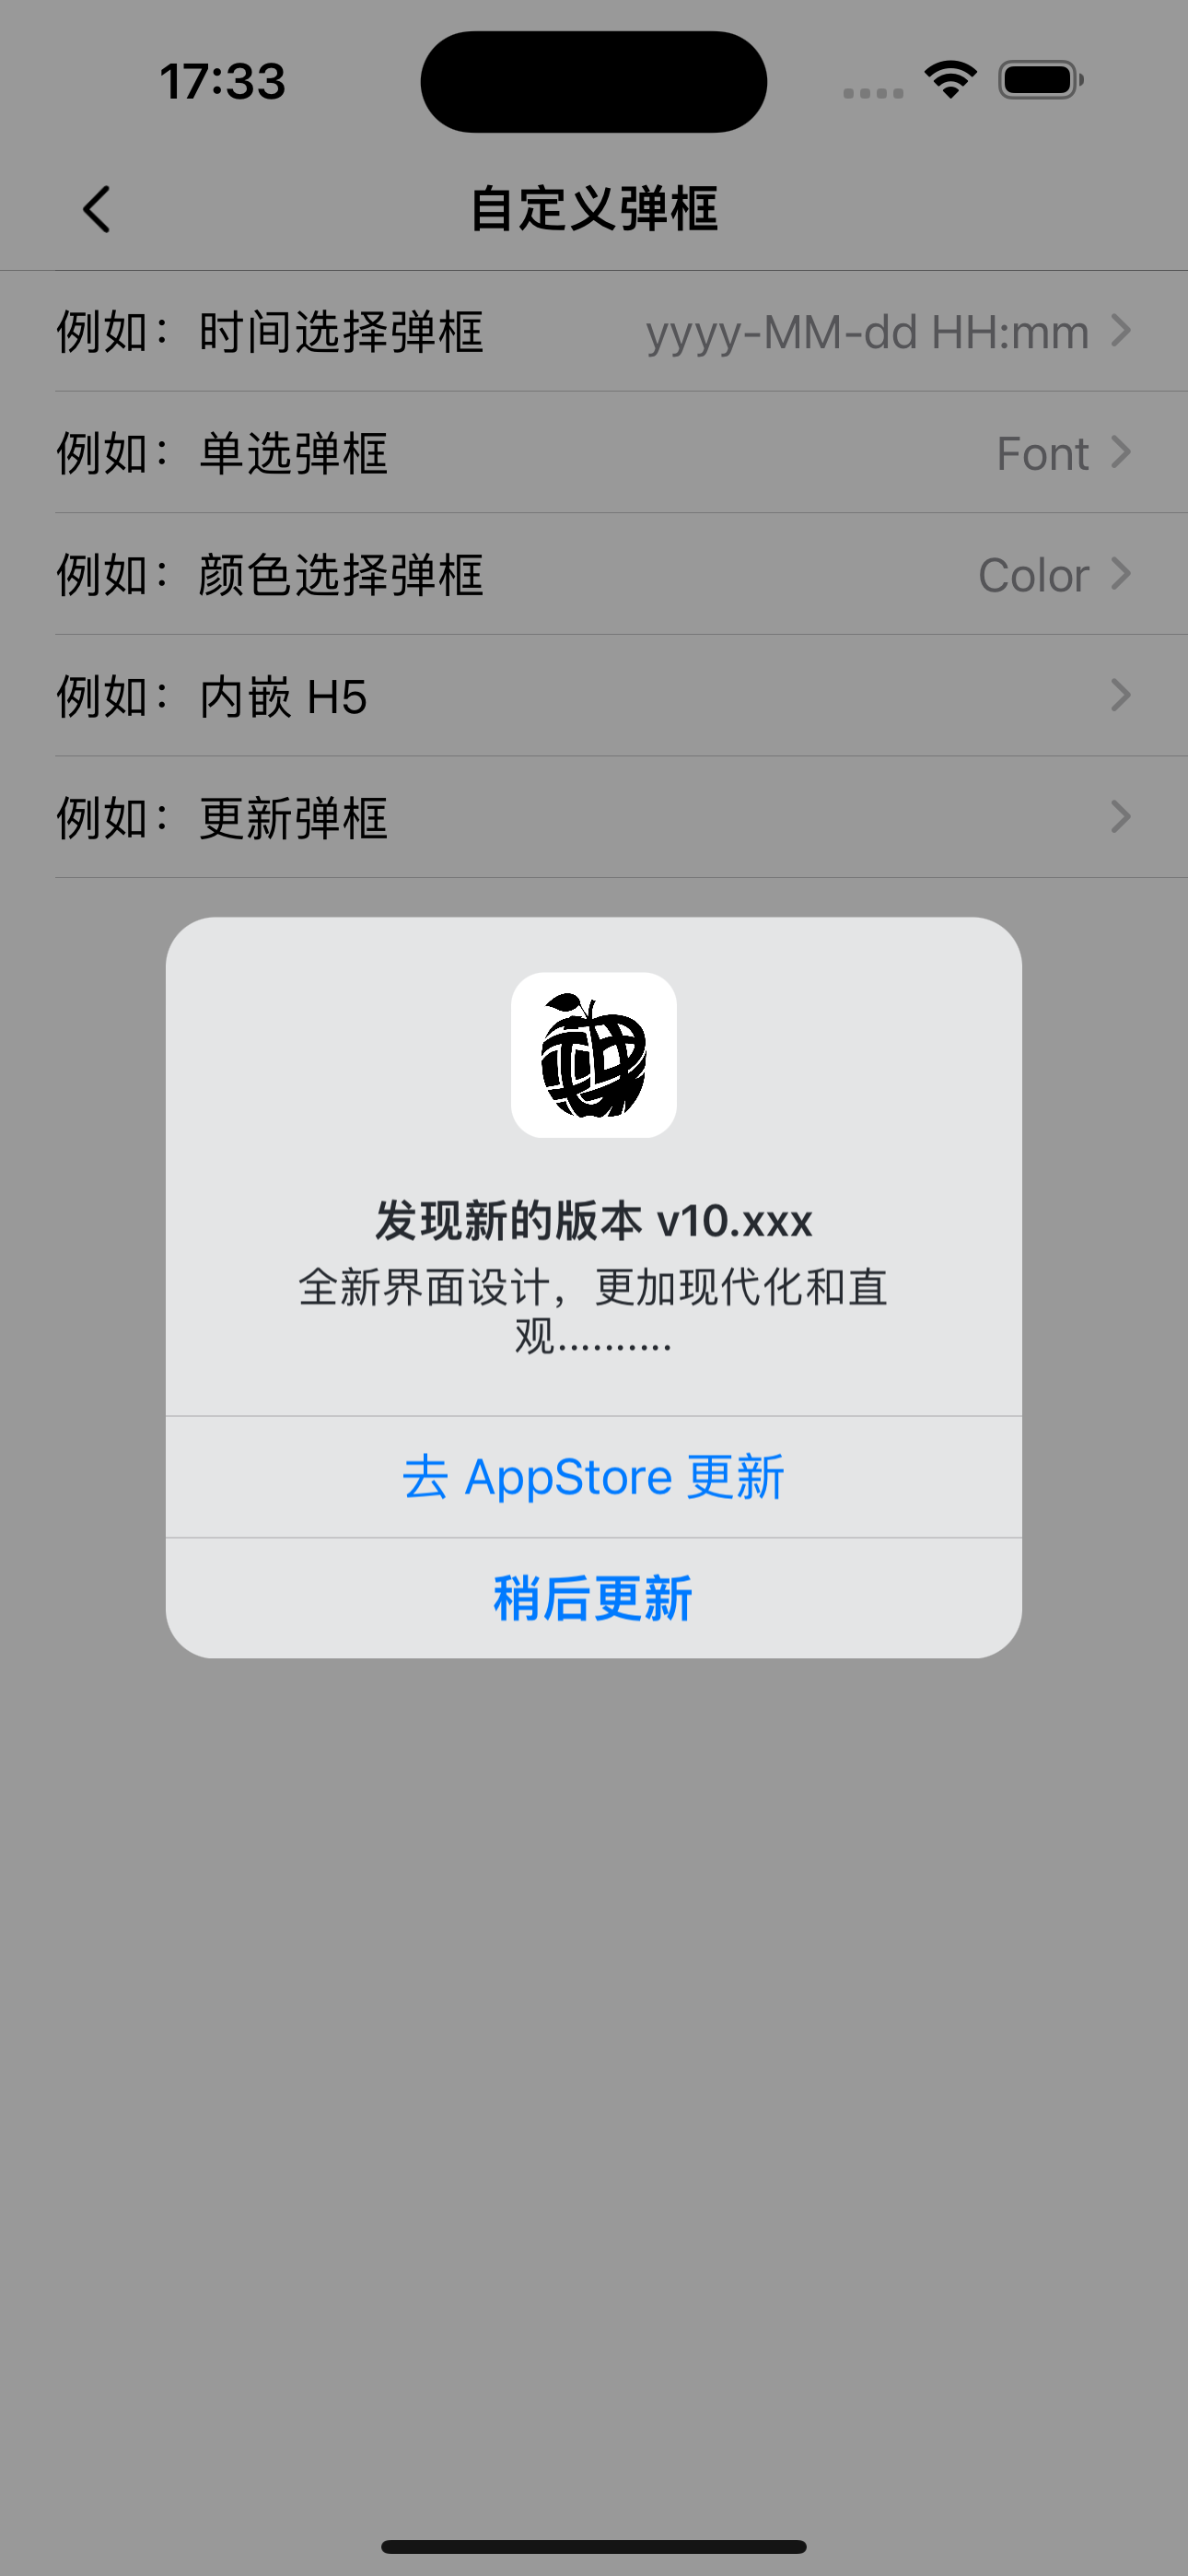 17:33
自定义弹框
例如：时间选择弹框 yyyy-MM-dd HH:mm
例如：单选弹框 Font
例如：颜色选择弹框 Color
例如：内嵌 H5
例如：更新弹框
发现新的版本 v10.xxx
全新界面设计，更加现代化和直
观..........
去 AppStore 更新
稍后更新